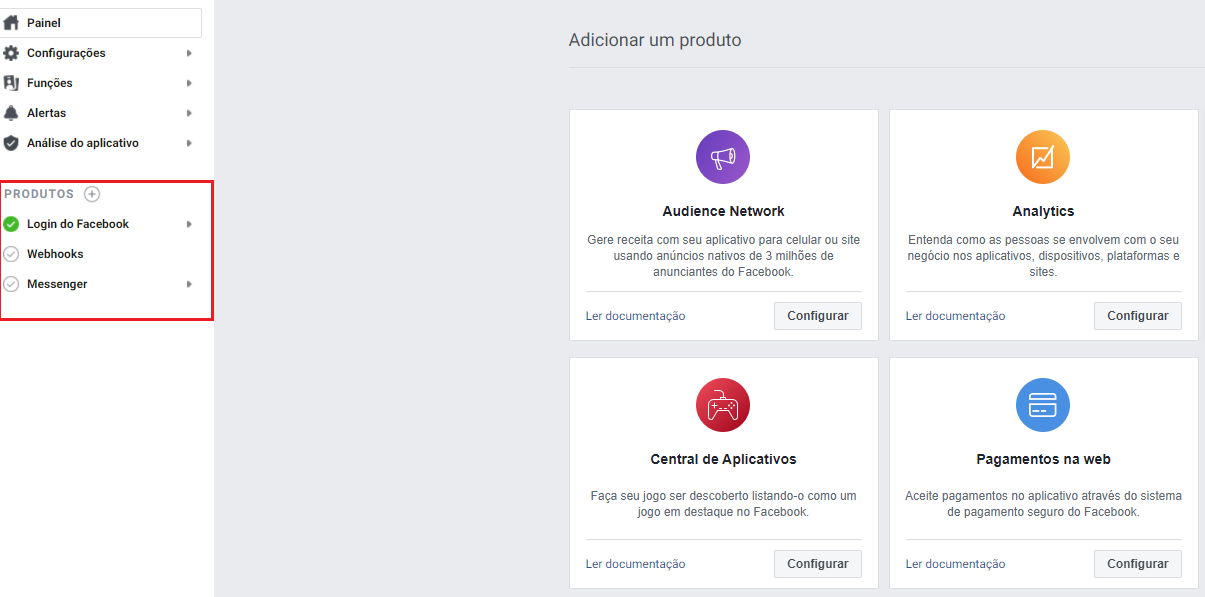 Painel
Configurações
Funções
Alertas
Análise do aplicativo
PRODUTOS
Login do Facebook
Webhooks
Messenger
Adicionar um produto
Audience Network
Gere receita com seu aplicativo para celular ou site
usando anúncios nativos de 3 milhões de
anunciantes do Facebook.
Ler documentação
Configurar
Analytics
Entenda como as pessoas se envolvem com o seu
negócio nos aplicativos, dispositivos, plataformas e
sites.
Ler documentação
Configurar
Central de Aplicativos
Faça seu jogo ser descoberto listando-o como um
jogo em destaque no Facebook.
Ler documentação
Configurar
Pagamentos na web
Aceite pagamentos no aplicativo através do sistema
de pagamento seguro do Facebook.
Ler documentação
Configurar